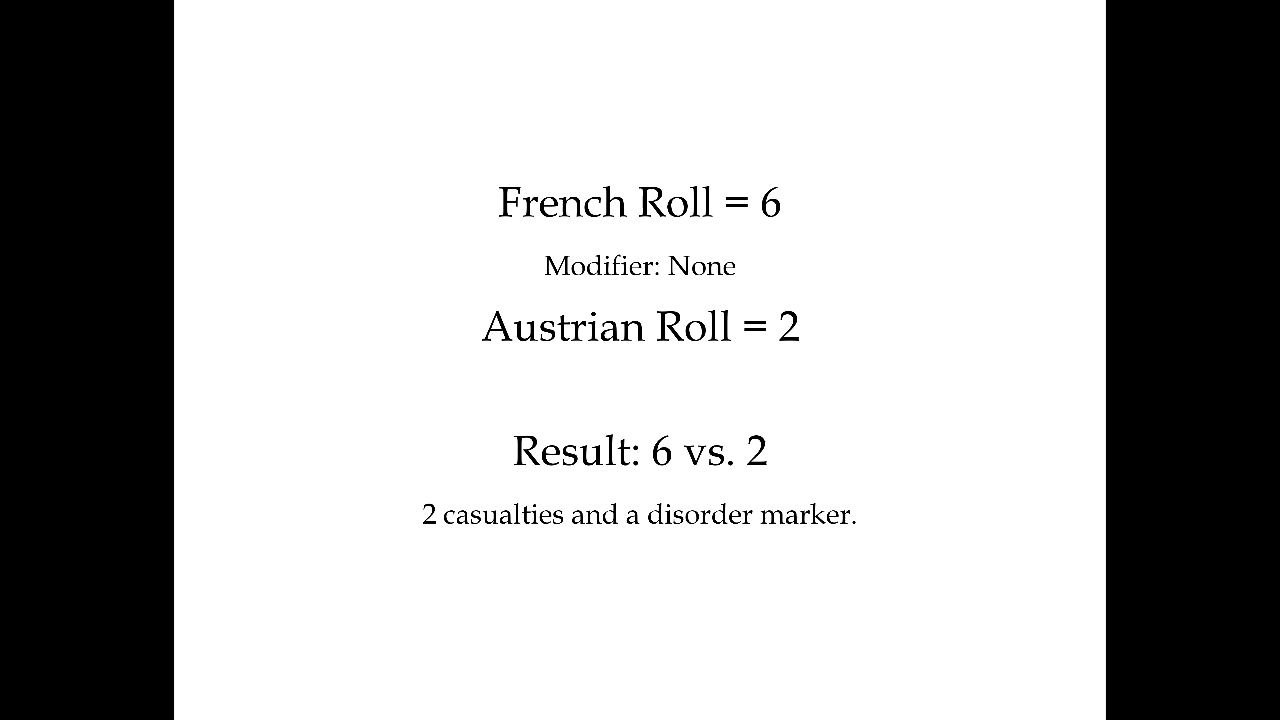 French Roll = 6
Modifier: None
Austrian Roll = 2
Result: 6 vs. 2
2 casualties and a disorder marker.